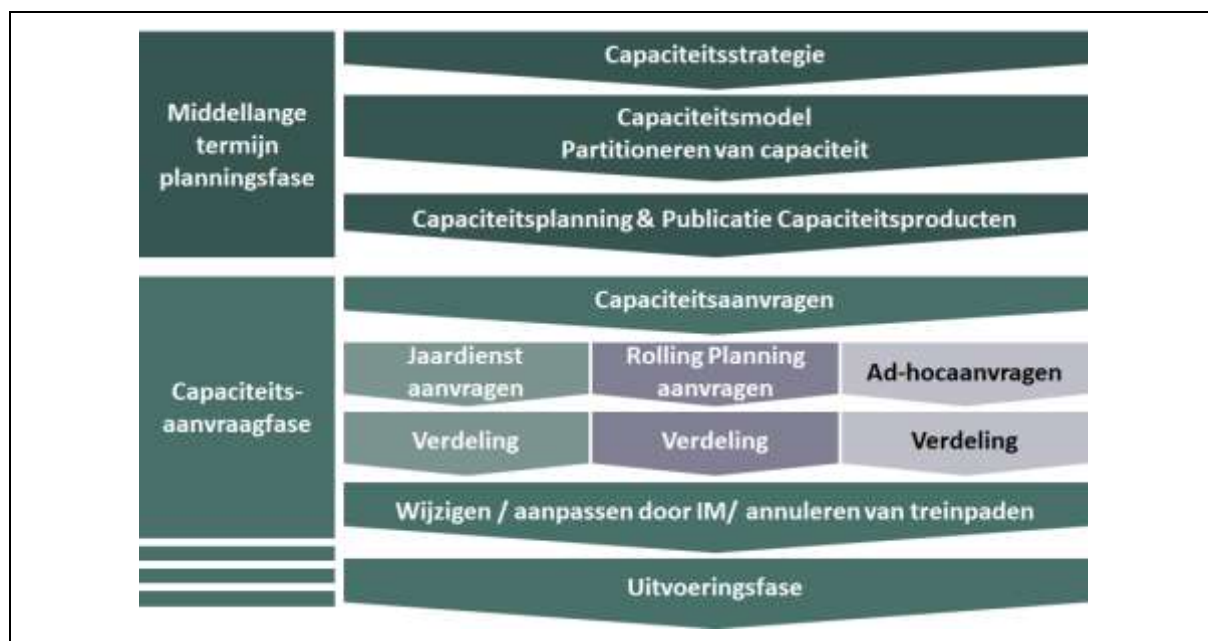 Middellange
termijn
planningsfase
Capaciteitsstrategie
Capaciteitsmodel
Partitioneren van capaciteit
Capaciteitsplanning & Publicatie Capaciteitsproducten
Capaciteits-
aanvraagfase
Capaciteitsaanvragen
Jaardienst
aanvragen
Rolling Planning
aanvragen
Ad-hocaanvragen
Verdeling
Verdeling
Verdeling
Wijzigen / aanpassen door IM/ annuleren van treinpaden
Uitvoeringsfase